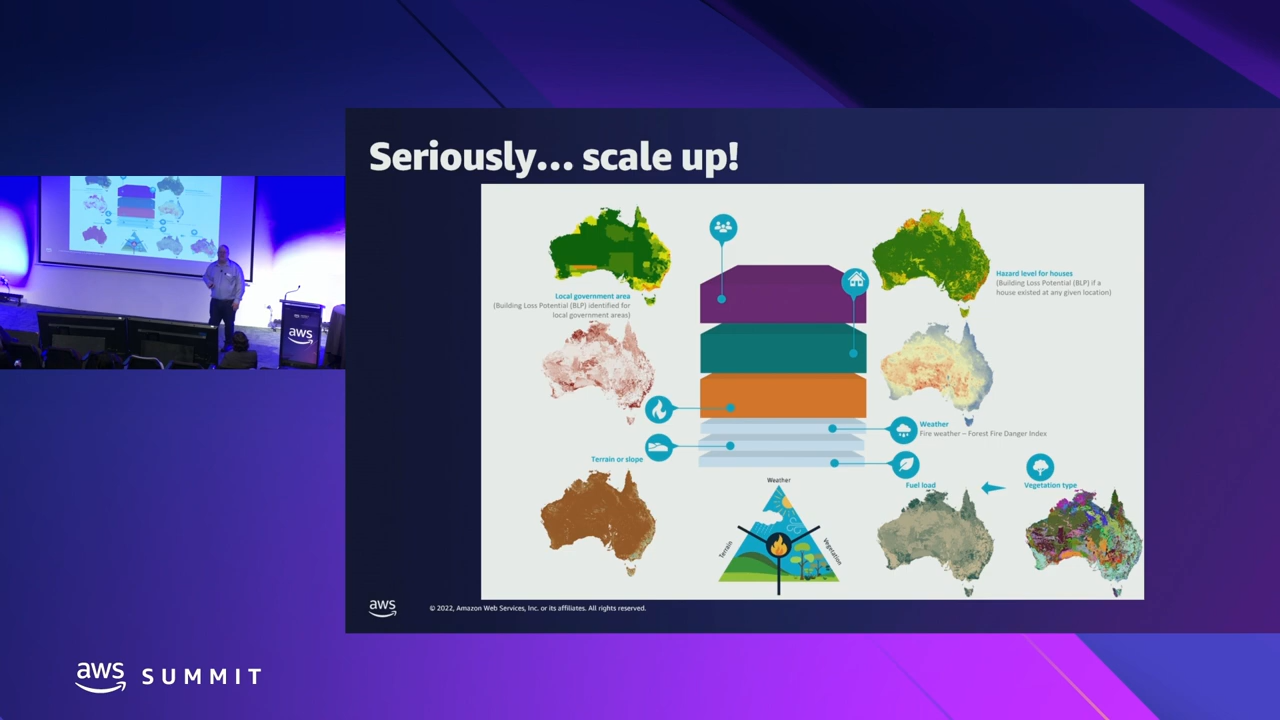 Seriously... scale up!
Local government area
(Building Loss Potential (BLP) identified for
local government areas)
Hazard level for houses
(Building Loss Potential (BLP) if a
house existed at any given location)
Weather
Fire weather – Forest Fire Danger Index
Terrain or slope
Fuel load
Vegetation type
Weather
Terrain
Vegetation
aws
aws
© 2022, Amazon Web Services, Inc. or its affiliates. All rights reserved.
aws SUMMIT